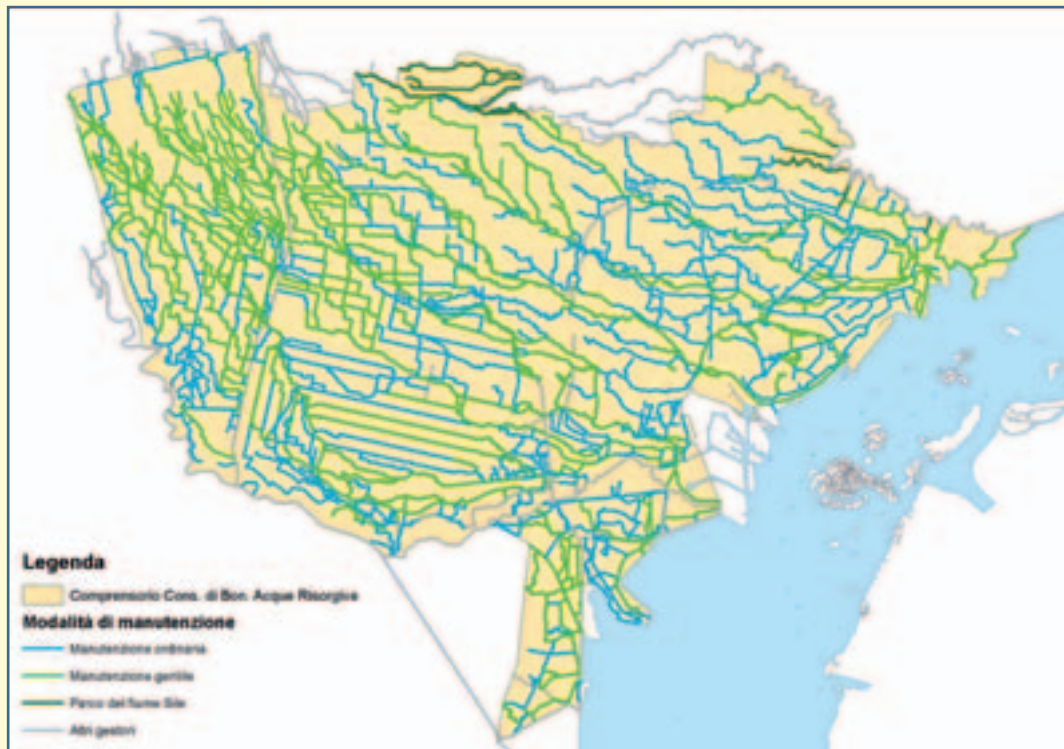 Legenda
Comprensorio Cons. di Bon. Acque Risorgive
Modalità di manutenzione
Manutenzione ordinaria
Manutenzione gentile
Parco del fiume Sile
Altri gestori